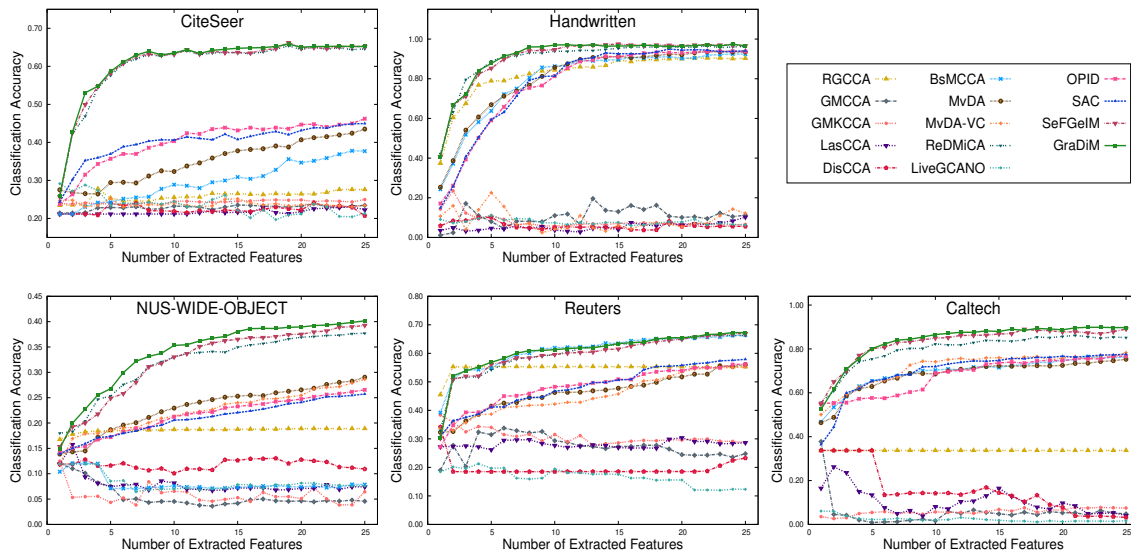 CiteSeer
Classification Accuracy
0.70
0.60
0.50
0.40
0.30
0.20
0 5 10 15 20 25
Number of Extracted Features
Handwritten
Classification Accuracy
1.00
0.80
0.60
0.40
0.20
0.00
0 5 10 15 20 25
Number of Extracted Features
RGCCA BsMCCA OPID
GMCCA MvDA SAC
GMKCCA MvDA-VC SeFGeIM
LasCCA ReDMiCA GraDiM
DisCCA LiveGCANO
NUS-WIDE-OBJECT
Classification Accuracy
0.45
0.40
0.35
0.30
0.25
0.20
0.15
0.10
0.05
0.00
0 5 10 15 20 25
Number of Extracted Features
Reuters
Classification Accuracy
0.80
0.70
0.60
0.50
0.40
0.30
0.20
0.10
0.00
0 5 10 15 20 25
Number of Extracted Features
Caltech
Classification Accuracy
1.00
0.80
0.60
0.40
0.20
0.00
0 5 10 15 20 25
Number of Extracted Features